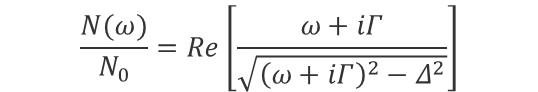 N(ω)/N₀ = Re[(ω + iΓ)/√((ω + iΓ)² − Δ²)]